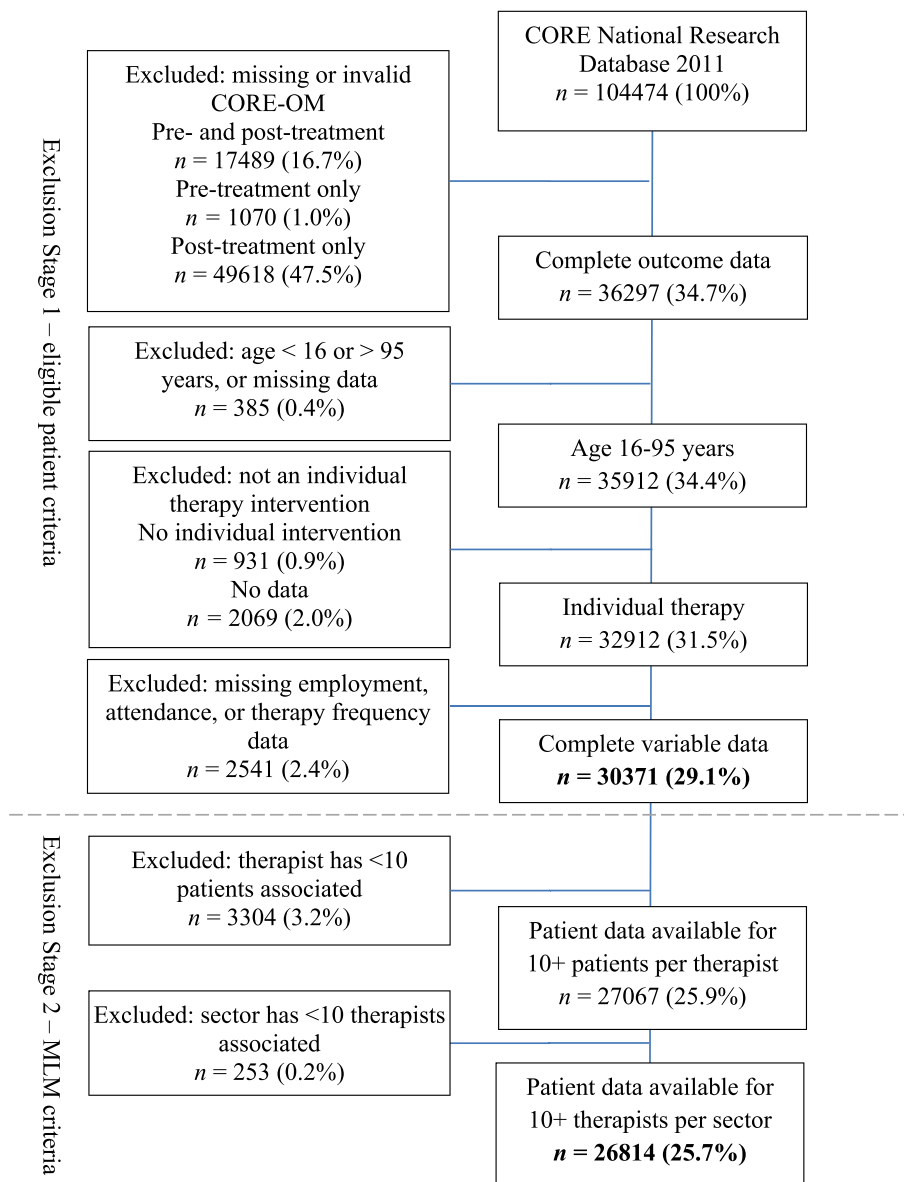 CORE National Research
Database 2011
n = 104474 (100%)
Excluded: missing or invalid
CORE-OM
Pre- and post-treatment
n = 17489 (16.7%)
Pre-treatment only
n = 1070 (1.0%)
Post-treatment only
n = 49618 (47.5%)
Complete outcome data
n = 36297 (34.7%)
Excluded: age < 16 or > 95
years, or missing data
n = 385 (0.4%)
Age 16-95 years
n = 35912 (34.4%)
Excluded: not an individual
therapy intervention
No individual intervention
n = 931 (0.9%)
No data
n = 2069 (2.0%)
Individual therapy
n = 32912 (31.5%)
Excluded: missing employment,
attendance, or therapy frequency
data
n = 2541 (2.4%)
Complete variable data
n = 30371 (29.1%)
Exclusion Stage 1 – eligible patient criteria
Excluded: therapist has <10
patients associated
n = 3304 (3.2%)
Patient data available for
10+ patients per therapist
n = 27067 (25.9%)
Excluded: sector has <10 therapists
associated
n = 253 (0.2%)
Patient data available for
10+ therapists per sector
n = 26814 (25.7%)
Exclusion Stage 2 – MLM criteria